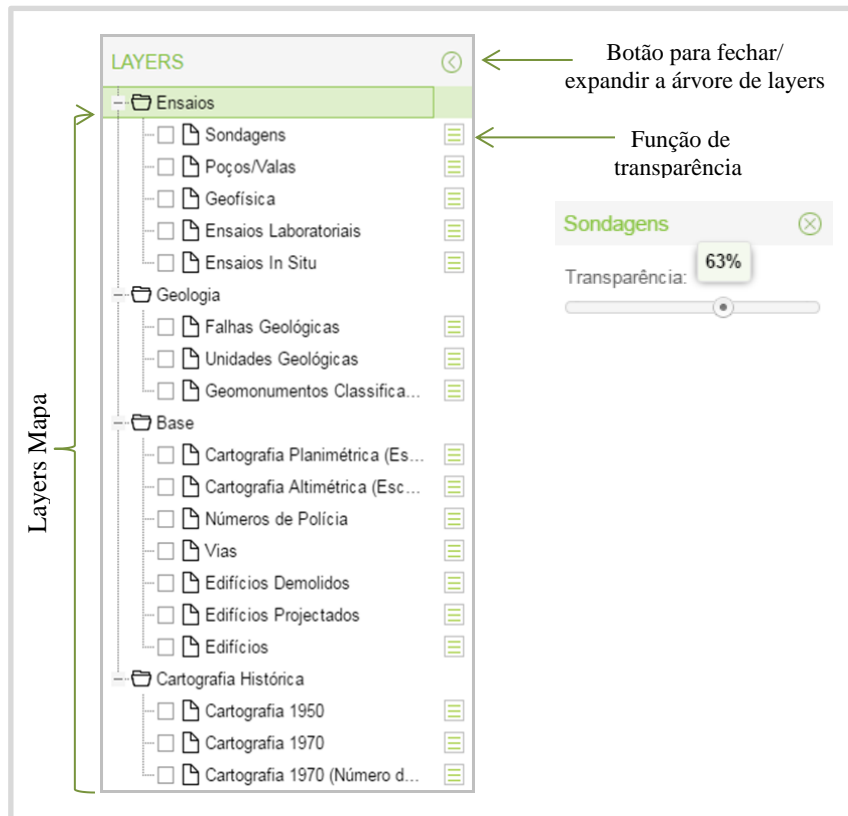 LAYERS
Ensaios
Sondagens
Poços/Valas
Geofísica
Ensaios Laboratoriais
Ensaios In Situ
Geologia
Falhas Geológicas
Unidades Geológicas
Geomonumentos Classifica...
Base
Cartografia Planimétrica (Es...
Cartografia Altimétrica (Esc...
Números de Polícia
Vias
Edifícios Demolidos
Edifícios Projectados
Edifícios
Cartografia Histórica
Cartografia 1950
Cartografia 1970
Cartografia 1970 (Número d...
Layers Mapa
Botão para fechar/
expandir a árvore de layers
Função de
transparência
Sondagens
63%
Transparência: